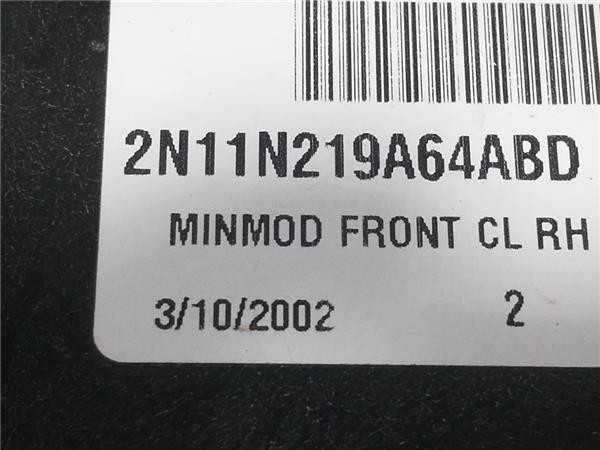 2N11N219A64ABD
MINMOD FRONT CL RH
3/10/2002 2